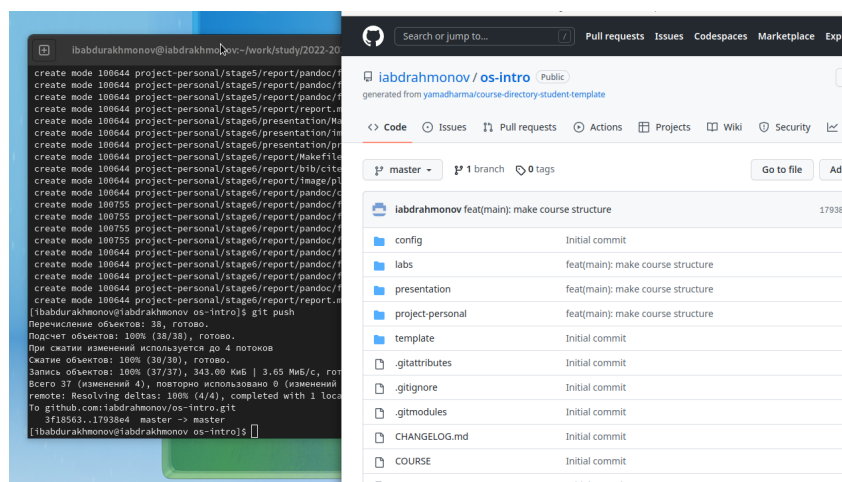 ibabdurakhmonov@iabdrakhmonov:~/work/study/2022-20
create mode 100644 project-personal/stage5/report/pandoc/f
create mode 100644 project-personal/stage5/report/pandoc/f
create mode 100644 project-personal/stage5/report/pandoc/f
create mode 100644 project-personal/stage5/report/report.m
create mode 100644 project-personal/stage6/presentation/Ma
create mode 100644 project-personal/stage6/presentation/im
create mode 100644 project-personal/stage6/presentation/pr
create mode 100644 project-personal/stage6/report/Makefile
create mode 100644 project-personal/stage6/report/bib/cite
create mode 100644 project-personal/stage6/report/image/pl
create mode 100644 project-personal/stage6/report/pandoc/c
create mode 100755 project-personal/stage6/report/pandoc/f
create mode 100755 project-personal/stage6/report/pandoc/f
create mode 100755 project-personal/stage6/report/pandoc/f
create mode 100755 project-personal/stage6/report/pandoc/f
create mode 100644 project-personal/stage6/report/pandoc/f
create mode 100644 project-personal/stage6/report/pandoc/f
create mode 100644 project-personal/stage6/report/pandoc/f
create mode 100644 project-personal/stage6/report/pandoc/f
create mode 100644 project-personal/stage6/report/report.m
[ibabdurakhmonov@iabdrakhmonov os-intro]$ git push
Перечисление объектов: 38, готово.
Подсчет объектов: 100% (38/38), готово.
При сжатии изменений используется до 4 потоков
Сжатие объектов: 100% (30/30), готово.
Запись объектов: 100% (37/37), 343.00 КиБ | 3.65 МиБ/с, гот
Всего 37 (изменений 4), повторно использовано 0 (изменений
remote: Resolving deltas: 100% (4/4), completed with 1 loca
To github.com:iabdrahmonov/os-intro.git
3f18563..17938e4 master -> master
[ibabdurakhmonov@iabdrakhmonov os-intro]$
Search or jump to... / Pull requests Issues Codespaces Marketplace Exp
iabdrahmonov / os-intro Public
generated from yamadharma/course-directory-student-template
<> Code Issues Pull requests Actions Projects Wiki Security
master 1 branch 0 tags Go to file Ad
iabdrahmonov feat(main): make course structure 17938
config Initial commit
labs feat(main): make course structure
presentation feat(main): make course structure
project-personal feat(main): make course structure
template Initial commit
.gitattributes Initial commit
.gitignore Initial commit
.gitmodules Initial commit
CHANGELOG.md Initial commit
COURSE Initial commit